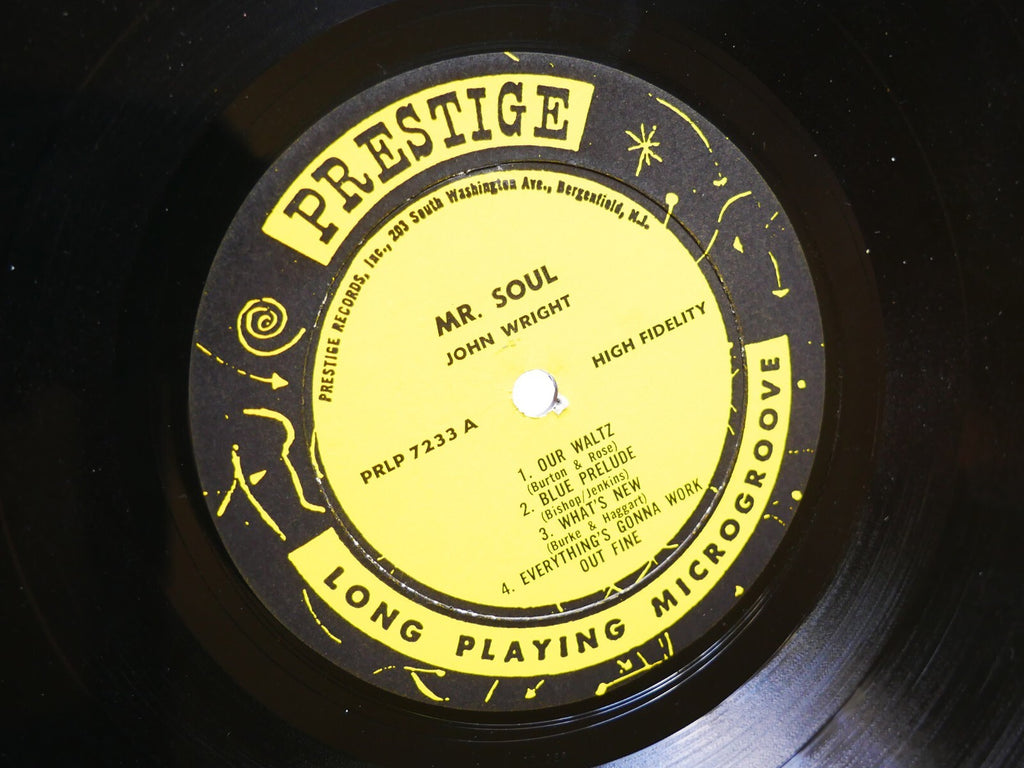 PRESTIGE
PRESTIGE RECORDS, Inc., 203 South Washington Ave., Bergenfield, N.J.
MR. SOUL
JOHN WRIGHT
HIGH FIDELITY
PRLP 7233 A
1. OUR WALTZ
(Burton & Rose)
2. BLUE PRELUDE
(Bishop/Jenkins)
3. WHAT'S NEW
(Burke & Haggart)
4. EVERYTHING'S GONNA WORK
OUT FINE
LONG PLAYING MICROGROOVE